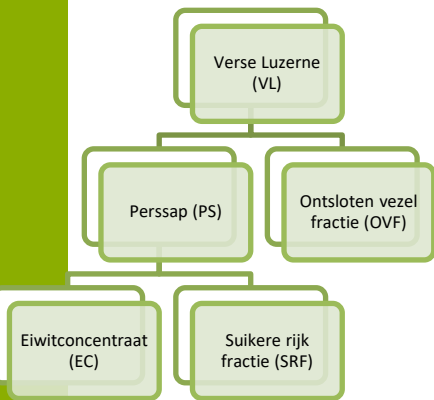 Verse Luzerne
(VL)
Perssap (PS)
Ontsloten vezel
fractie (OVF)
Eiwitconcentraat
(EC)
Suikere rijk
fractie (SRF)